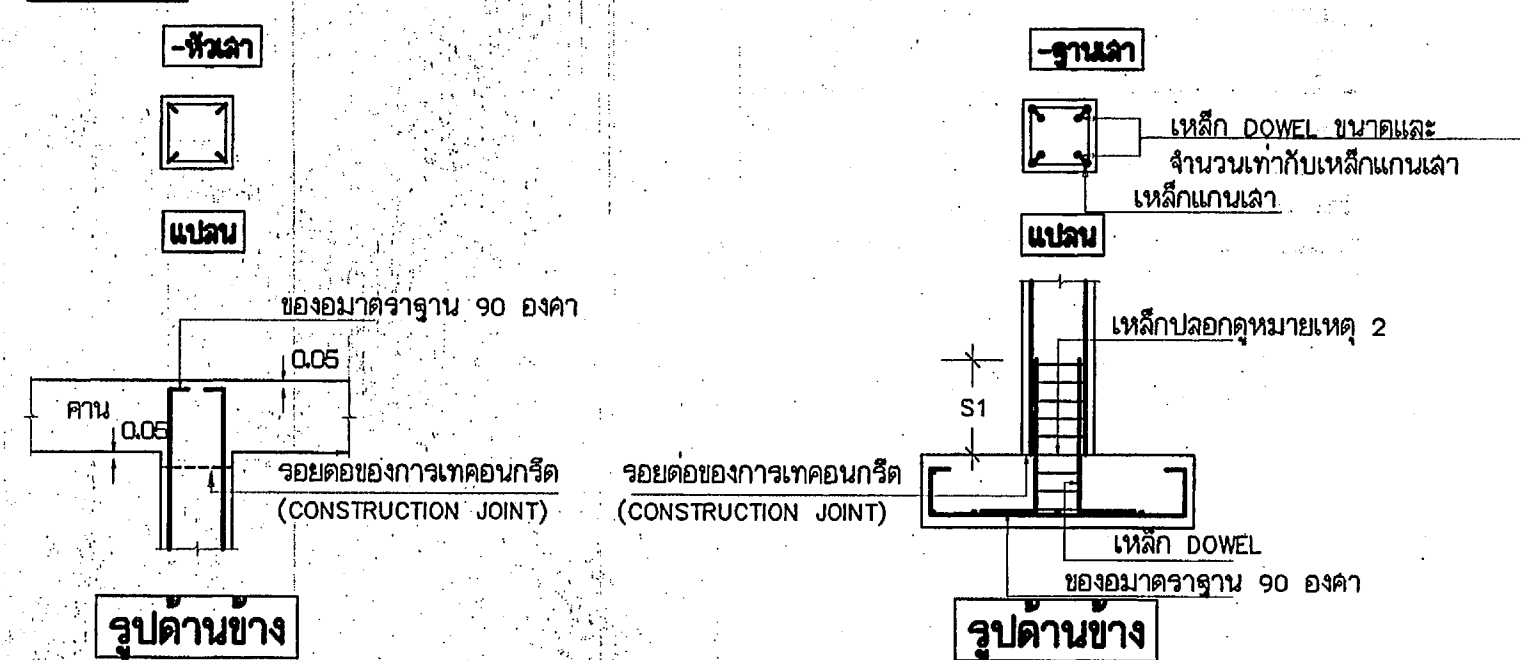 -หัวเสา
แปลน
ของอมาตราฐาน 90 องศา
0.05
คาน
0.05
รอยต่อของการเทคอนกรีต
(CONSTRUCTION JOINT)
รูปด้านข้าง
-ฐานเสา
เหล็ก DOWEL ขนาดและ
จำนวนเท่ากับเหล็กแกนเสา
เหล็กแกนเสา
แปลน
เหล็กปลอกดูหมายเหตุ 2
S1
รอยต่อของการเทคอนกรีต
(CONSTRUCTION JOINT)
เหล็ก DOWEL
ของอมาตราฐาน 90 องศา
รูปด้านข้าง